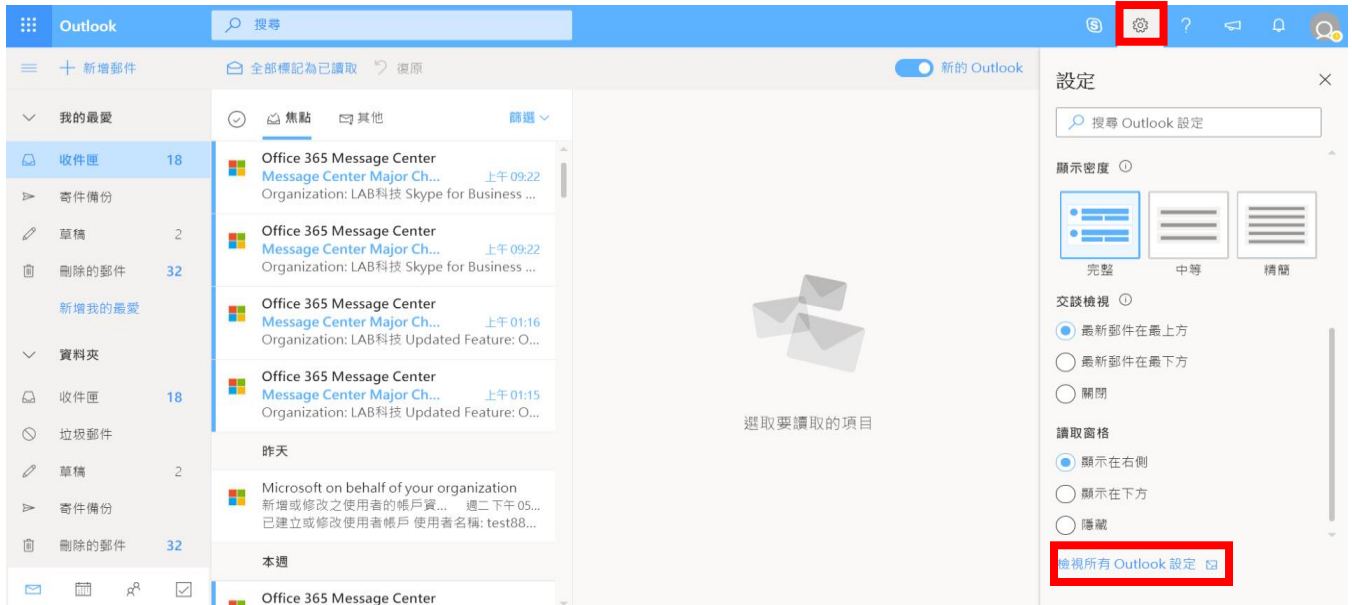 Outlook
搜尋
新增郵件
全部標記為已讀取
復原
新的 Outlook
我的最愛
收件匣 18
寄件備份
草稿 2
刪除的郵件 32
新增我的最愛
資料夾
收件匣 18
垃圾郵件
草稿 2
寄件備份
刪除的郵件 32
焦點
其他
篩選
Office 365 Message Center
Message Center Major Ch... 上午 09:22
Organization: LAB科技 Skype for Business ...
Office 365 Message Center
Message Center Major Ch... 上午 09:22
Organization: LAB科技 Skype for Business ...
Office 365 Message Center
Message Center Major Ch... 上午 01:16
Organization: LAB科技 Updated Feature: O...
Office 365 Message Center
Message Center Major Ch... 上午 01:15
Organization: LAB科技 Updated Feature: O...
昨天
Microsoft on behalf of your organization
新增或修改之使用者的帳戶資... 週二 下午 05...
已建立或修改使用者帳戶 使用者名稱: test88...
本週
Office 365 Message Center
選取要讀取的項目
設定
搜尋 Outlook 設定
顯示密度
完整
中等
精簡
交談檢視
最新郵件在最上方
最新郵件在最下方
關閉
讀取窗格
顯示在右側
顯示在下方
隱藏
檢視所有 Outlook 設定